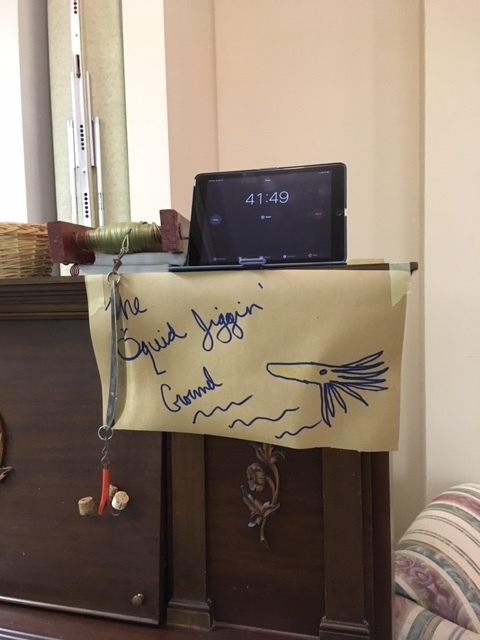 41:49
The
Squid Jiggin'
Ground